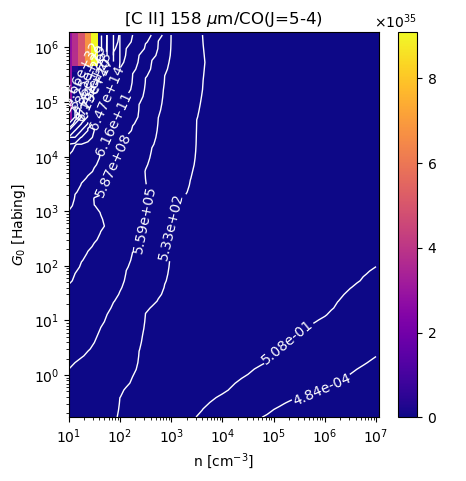 [C II] 158 μm/CO(J=5-4)
×10³⁵
10⁶
10⁵
10⁴
10³
10²
10¹
10⁰
G₀ [Habing]
6.47e+14
6.16e+11
5.87e+08
5.59e+05
5.33e+02
5.08e-01
4.84e-04
8
6
4
2
0
10¹ 10² 10³ 10⁴ 10⁵ 10⁶ 10⁷
n [cm⁻³]